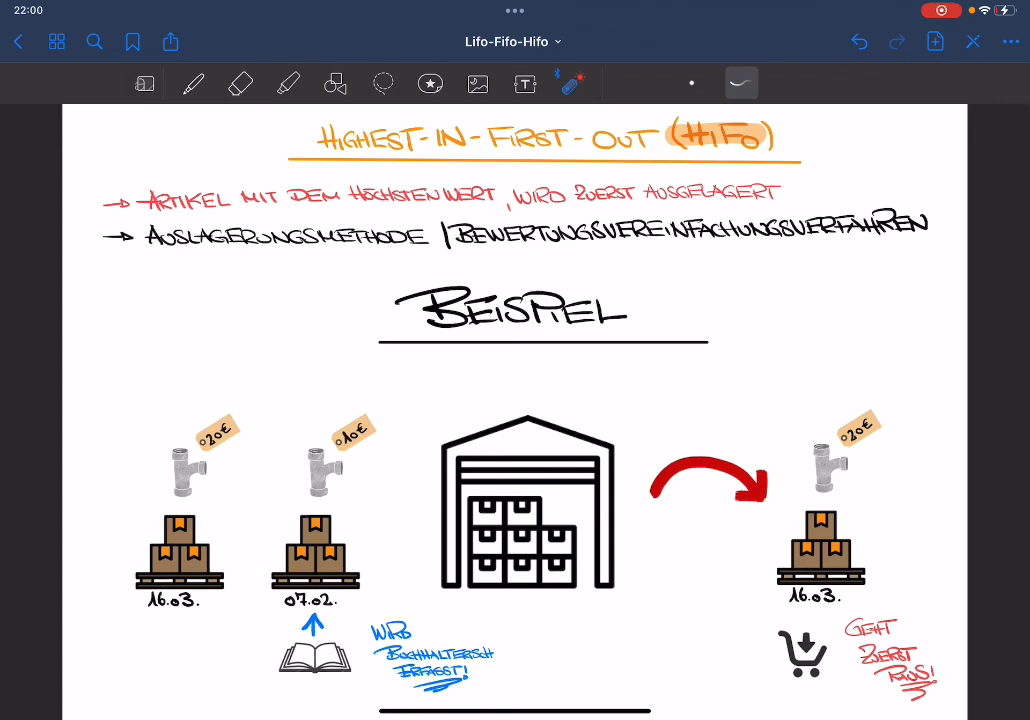 22:00
Lifo-Fifo-Hifo
T
HIGHEST-IN-FIRST-OUT (HIFO)
→ ARTIKEL MIT DEM HÖCHSTEN WERT, WIRD ZUERST AUSGELAGERT
→ AUSLAGERUNGSMETHODE / BEWERTUNGSVEREINFACHUNGSVERFAHREN
BEISPIEL
20€
10€
20€
16.03.
07.02.
16.03.
WIRD
BUCHHALTERISCH
ERFASST!
GEHT
ZUERST
RAUS!